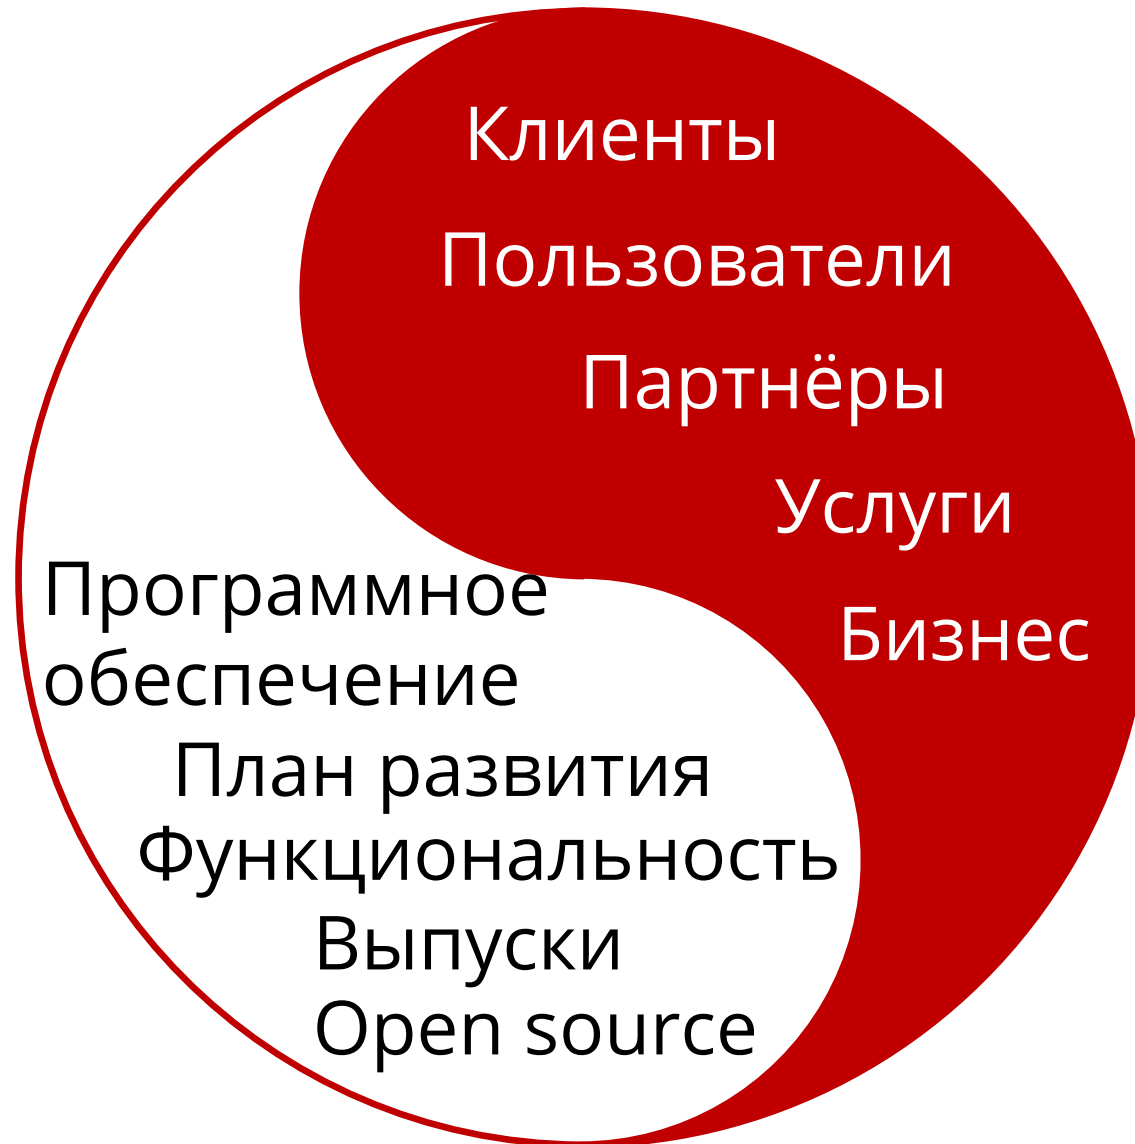 Клиенты
Пользователи
Партнёры
Услуги
Программное
обеспечение
Бизнес
План развития
Функциональность
Выпуски
Open source